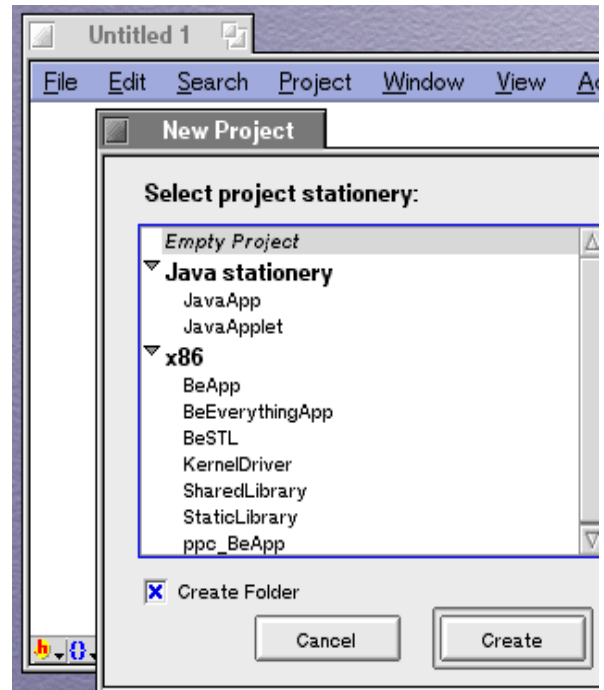 Untitled 1
File Edit Search Project Window View
New Project
Select project stationery:
Empty Project
Java stationery
JavaApp
JavaApplet
x86
BeApp
BeEverythingApp
BeSTL
KernelDriver
SharedLibrary
StaticLibrary
ppc_BeApp
Create Folder
Cancel Create
h {}